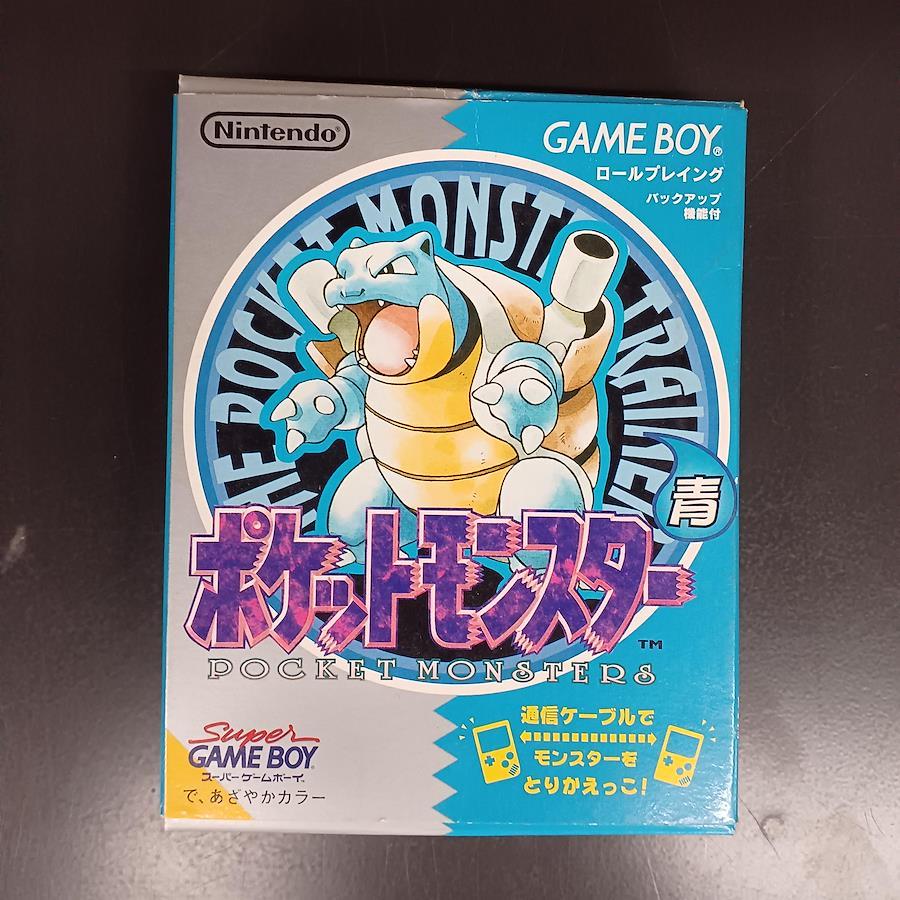 Nintendo®
GAME BOY®
ロールプレイング
バックアップ
機能付
THE POCKET MONSTER TRAINER
青
ポケットモンスター
TM
POCKET MONSTERS
Super
GAME BOY
スーパーゲームボーイ
で、あざやかカラー
通信ケーブルで
モンスターを
とりかえっこ!